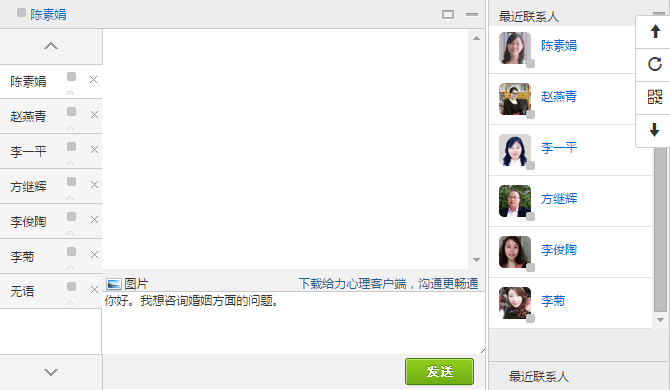 陈素娟
陈素娟
赵燕青
李一平
方继辉
李俊陶
李菊
无语
图片
下载给力心理客户端，沟通更畅通
你好。我想咨询婚姻方面的问题。
发送
最近联系人
陈素娟
赵燕青
李一平
方继辉
李俊陶
李菊
最近联系人